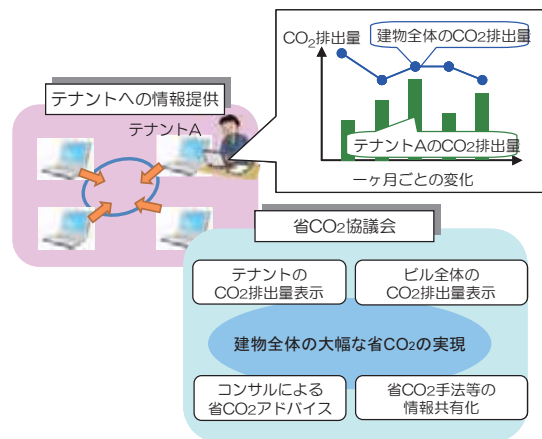 CO₂排出量
建物全体のCO2排出量
テナントAのCO2排出量
一ヶ月ごとの変化
テナントへの情報提供
テナントA
省CO2協議会
テナントの
CO2排出量表示
ビル全体の
CO2排出量表示
建物全体の大幅な省CO2の実現
コンサルによる
省CO2アドバイス
省CO2手法等の
情報共有化